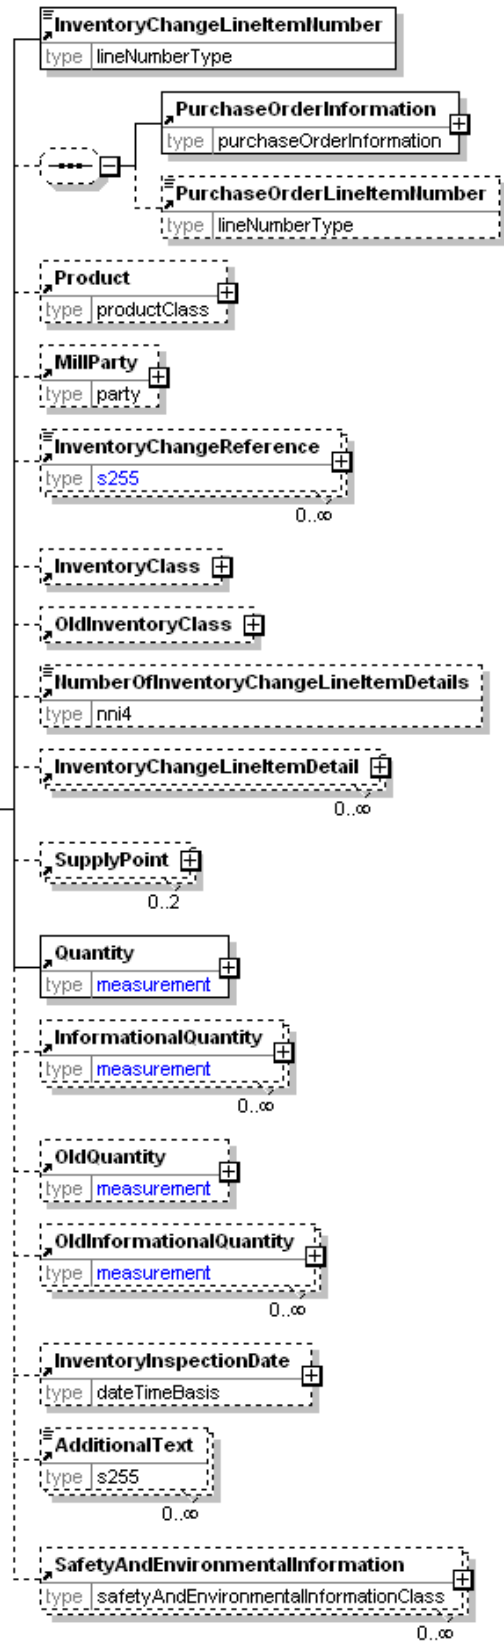 InventoryChangeLineItemNumber
type lineNumberType
PurchaseOrderInformation
type purchaseOrderInformation
PurchaseOrderLineItemNumber
type lineNumberType
Product
type productClass
MillParty
type party
InventoryChangeReference
type s255
0..∞
InventoryClass
OldInventoryClass
NumberOfInventoryChangeLineItemDetails
type nni4
InventoryChangeLineItemDetail
0..∞
SupplyPoint
0..2
Quantity
type measurement
InformationalQuantity
type measurement
0..∞
OldQuantity
type measurement
OldInformationalQuantity
type measurement
0..∞
InventoryInspectionDate
type dateTimeBasis
AdditionalText
type s255
0..∞
SafetyAndEnvironmentalInformation
type safetyAndEnvironmentalInformationClass
0..∞